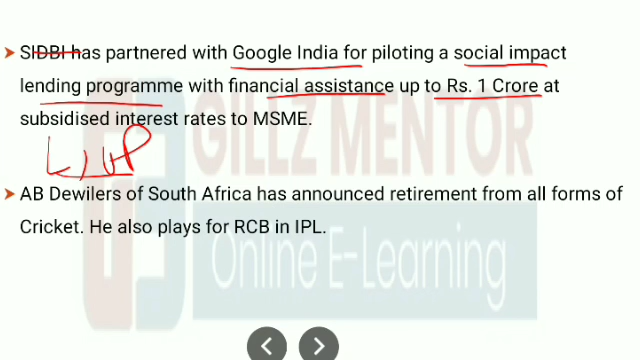 SIDBI has partnered with Google India for piloting a social impact
lending programme with financial assistance up to Rs. 1 Crore at
subsidised interest rates to MSME.
AB Dewilers of South Africa has announced retirement from all forms of
Cricket. He also plays for RCB in IPL.
GILLZ MENTOR
Online E-Learning